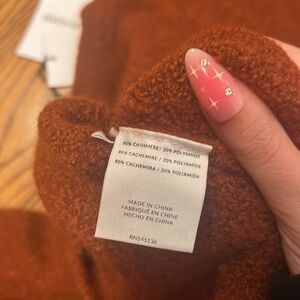 80% CASHMERE / 20% POLYAMIDE
80% CACHEMIRE / 20% POLYAMIDE
80% CACHEMIRA / 20% POLIAMIDA
MADE IN CHINA
FABRIQUÉ EN CHINE
HECHO EN CHINA
RN145136